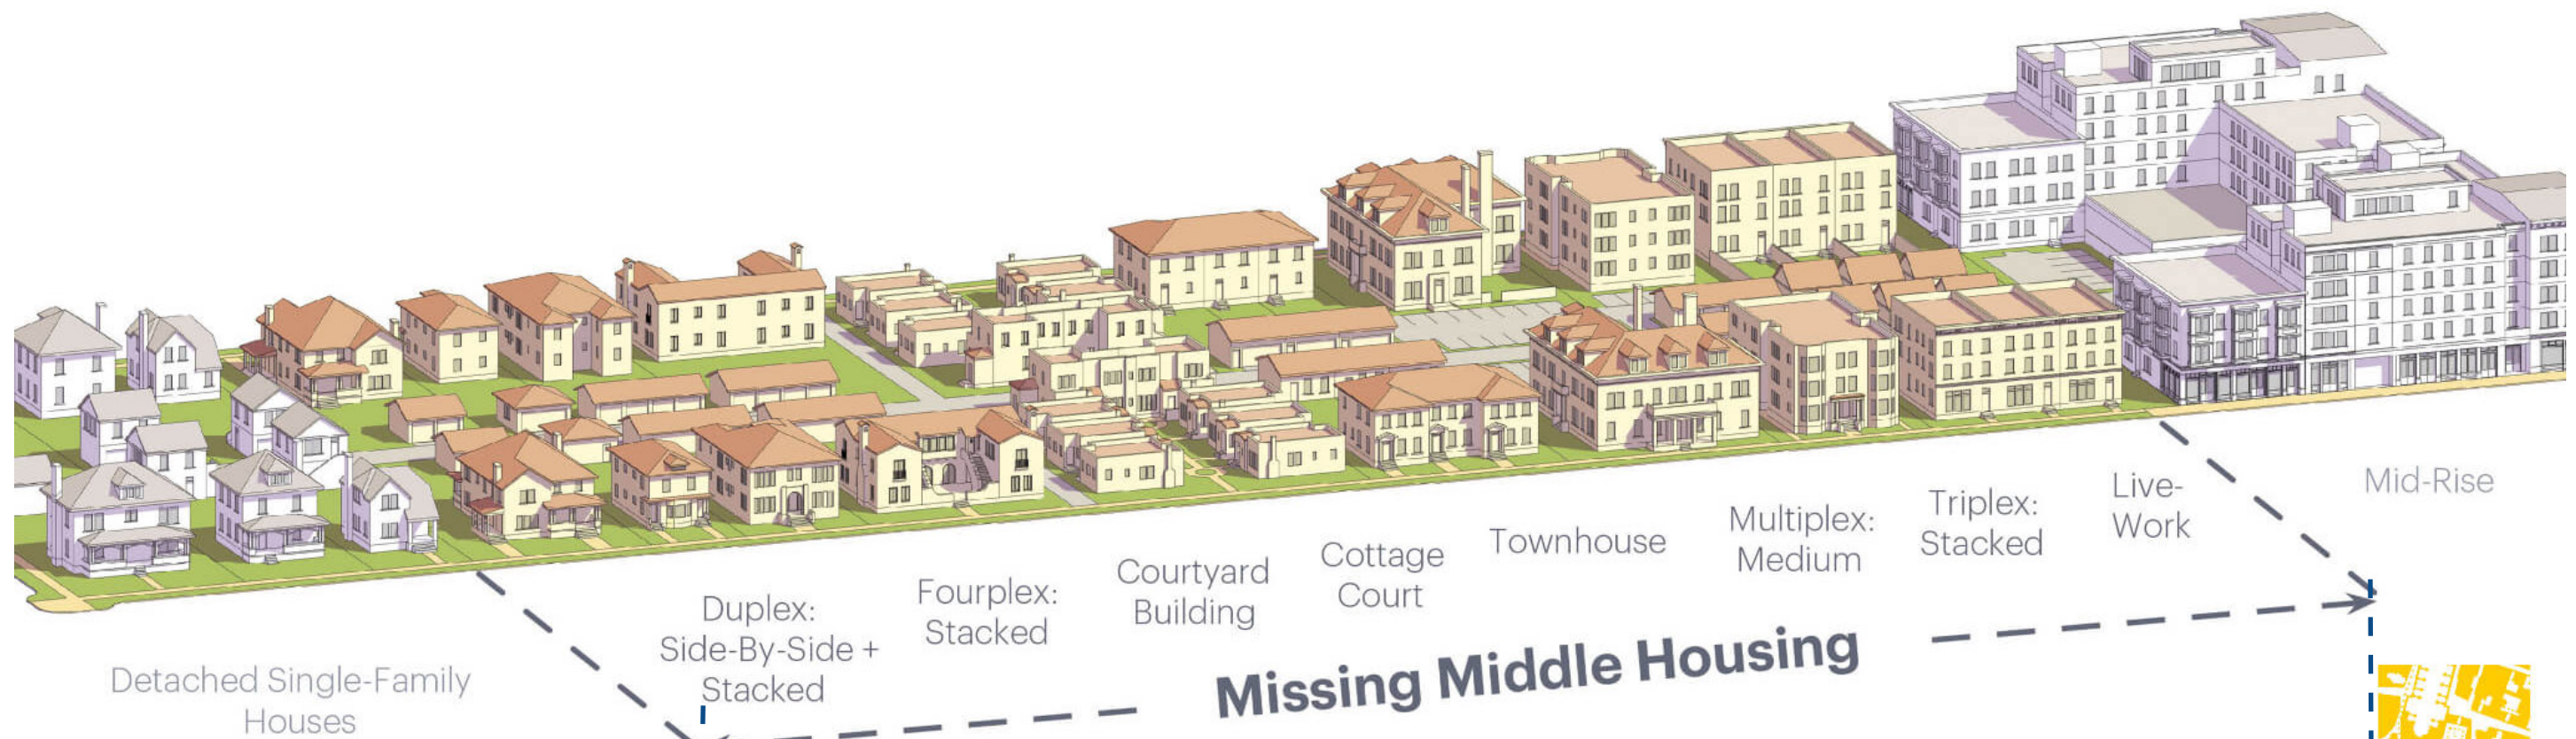 Detached Single-Family
Houses
Duplex:
Side-By-Side +
Stacked
Fourplex:
Stacked
Courtyard
Building
Cottage
Court
Townhouse
Multiplex:
Medium
Triplex:
Stacked
Live-
Work
Mid-Rise
Missing Middle Housing